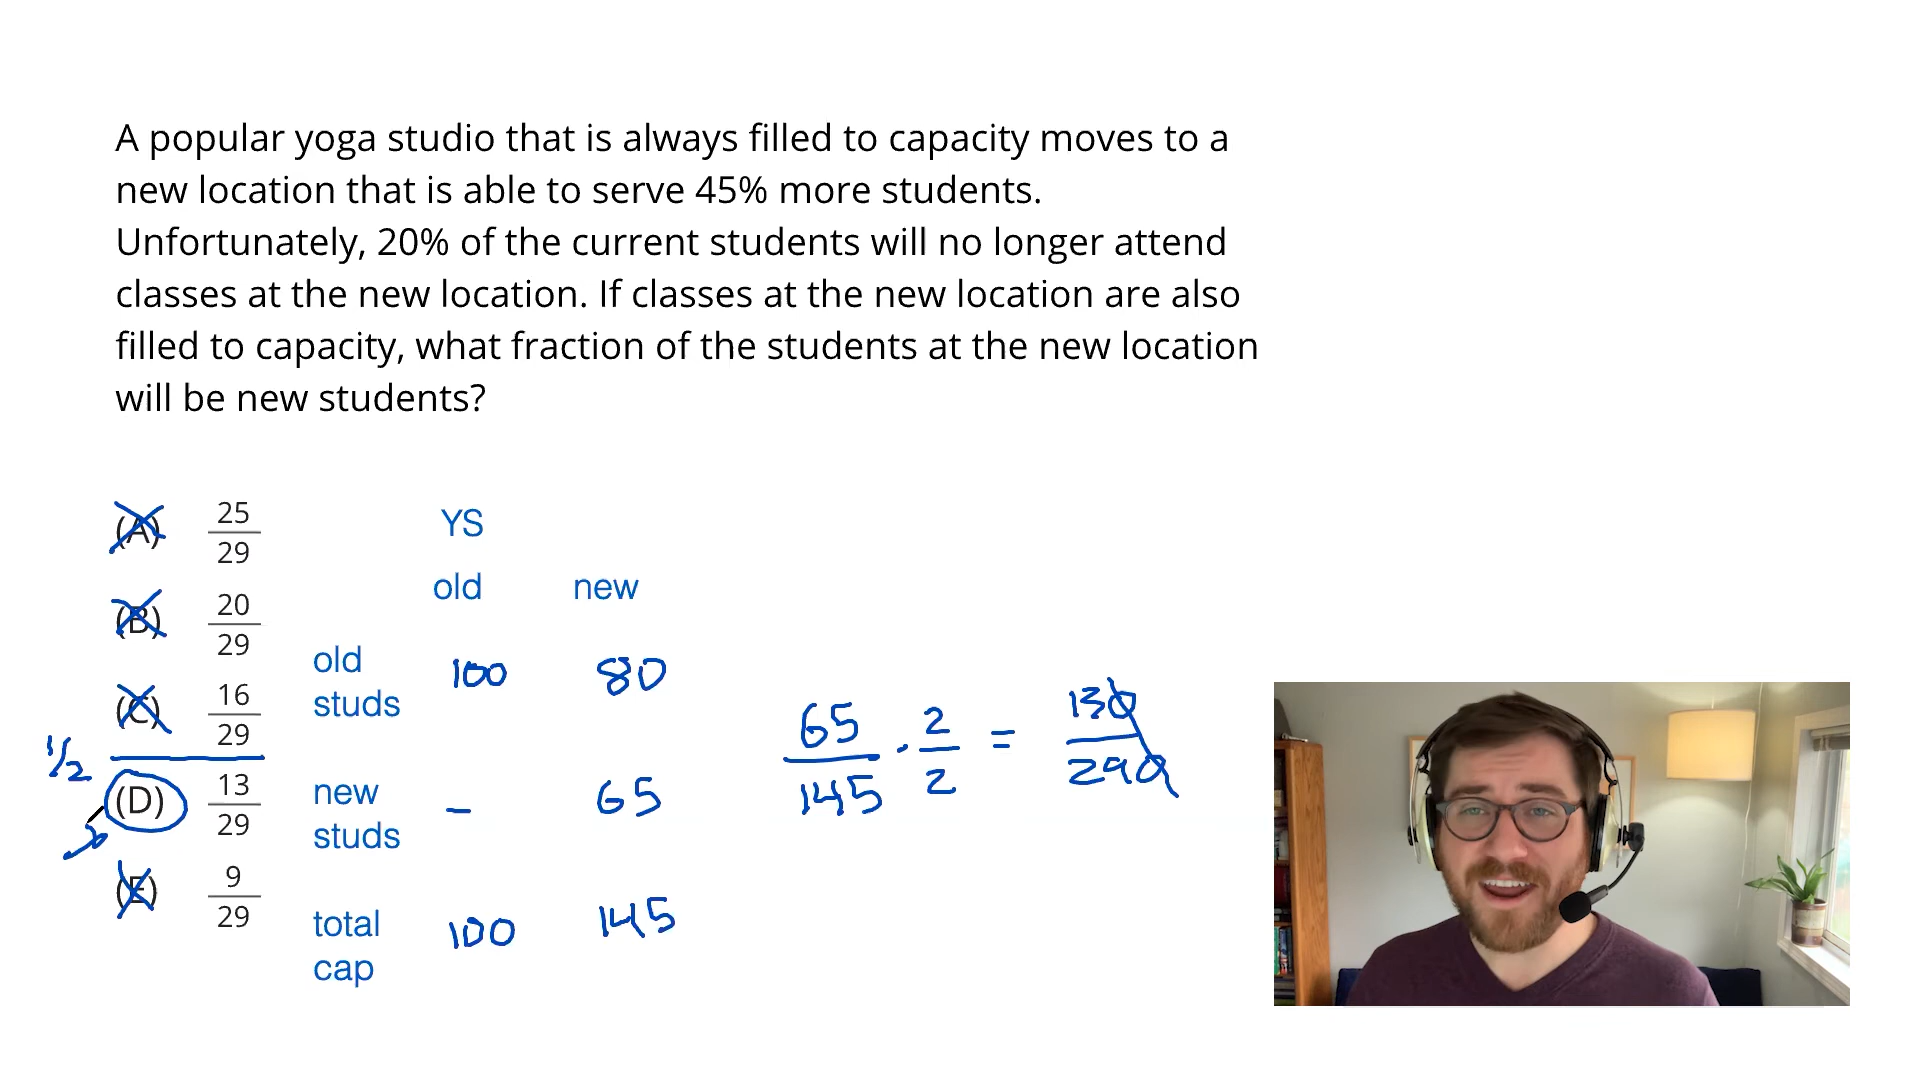 A popular yoga studio that is always filled to capacity moves to a
new location that is able to serve 45% more students.
Unfortunately, 20% of the current students will no longer attend
classes at the new location. If classes at the new location are also
filled to capacity, what fraction of the students at the new location
will be new students?
(A) 25/29
(B) 20/29
(C) 16/29
1/2
(D) 13/29
(E) 9/29
YS
old new
old studs 100 80
new studs – 65
total cap 100 145
65/145 · 2/2 = 130/290